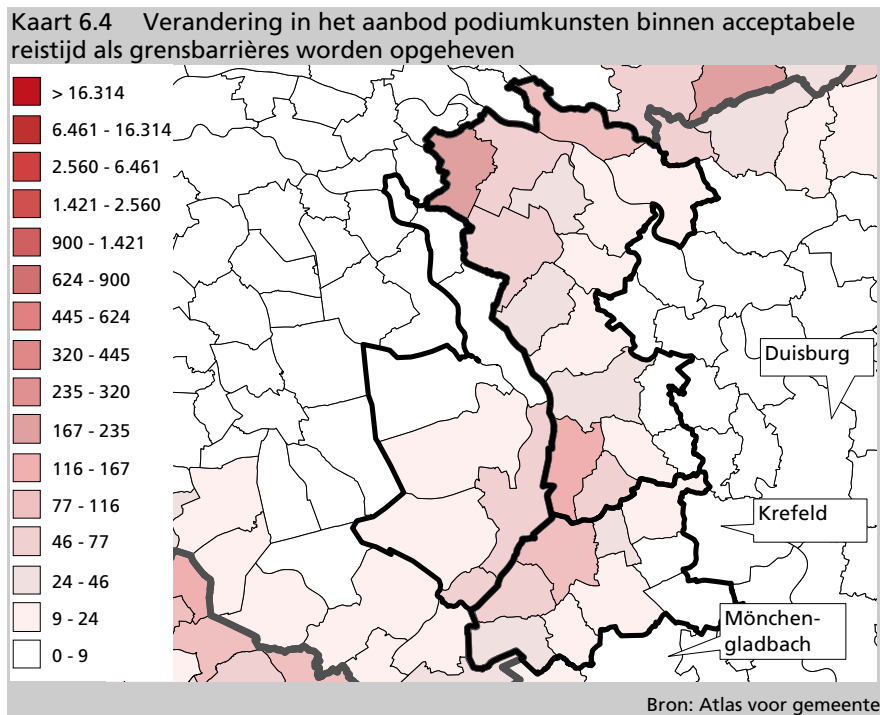 Kaart 6.4 Verandering in het aanbod podiumkunsten binnen acceptabele
reistijd als grensbarrières worden opgeheven
> 16.314
6.461 - 16.314
2.560 - 6.461
1.421 - 2.560
900 - 1.421
624 - 900
445 - 624
320 - 445
235 - 320
167 - 235
116 - 167
77 - 116
46 - 77
24 - 46
9 - 24
0 - 9
Duisburg
Krefeld
Mönchen-
gladbach
Bron: Atlas voor gemeente